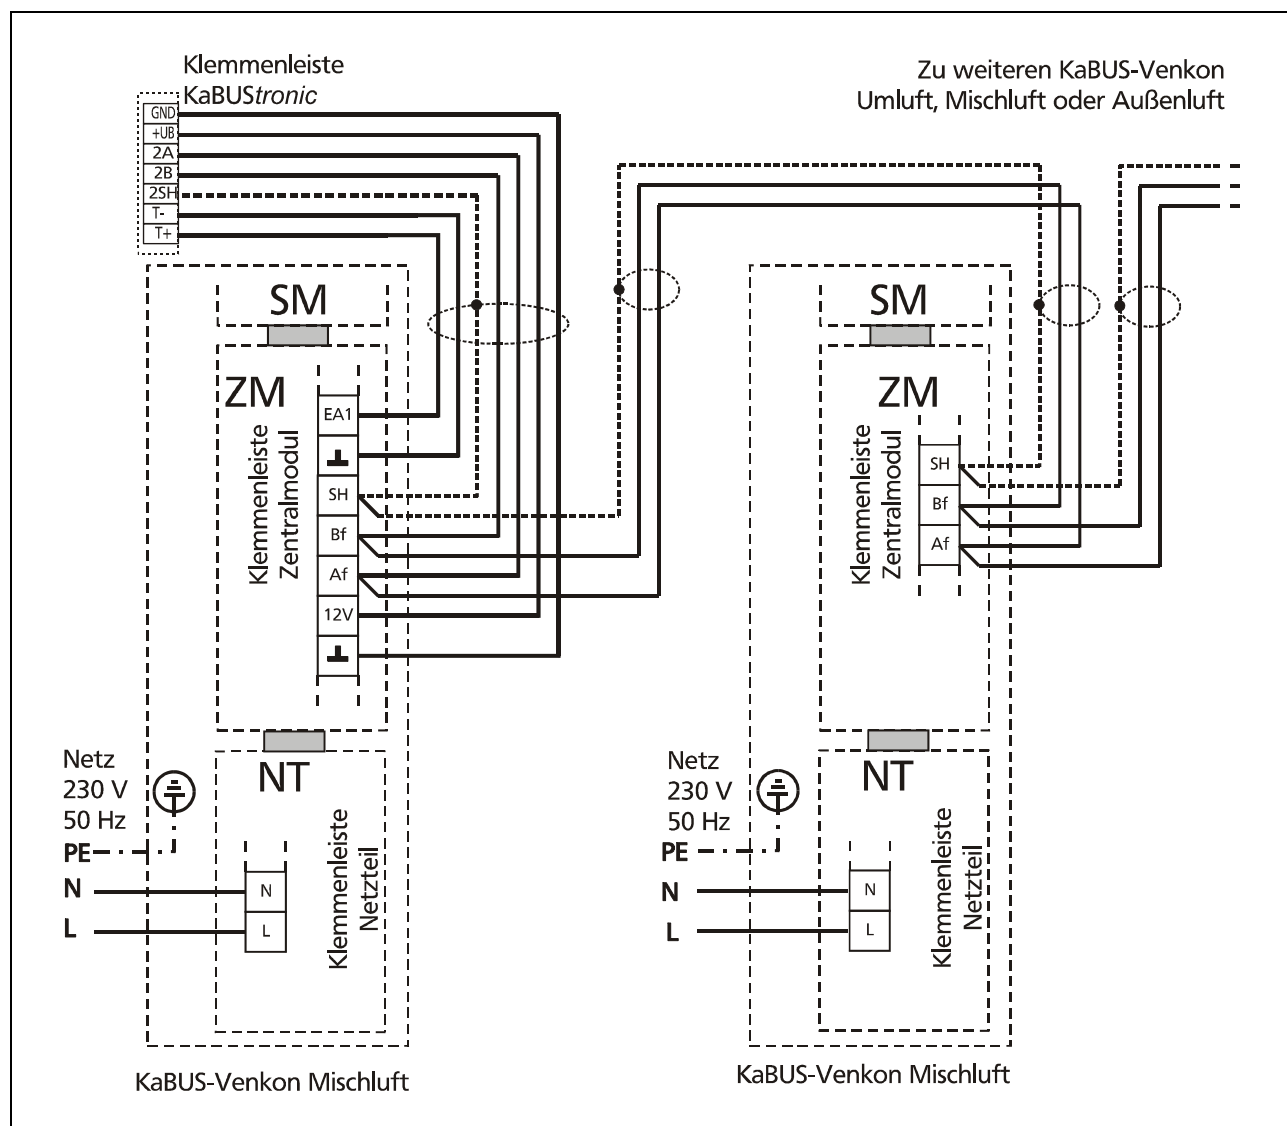 Klemmenleiste
KaBUStronic
Zu weiteren KaBUS-Venkon
Umluft, Mischluft oder Außenluft
GND
+UB
2A
2B
2SH
T-
T+
SM
ZM
Klemmenleiste
Zentralmodul
EA1
SH
Bf
Af
12V
Netz
230 V
50 Hz
PE
N
L
NT
Klemmenleiste
Netzteil
N
L
KaBUS-Venkon Mischluft
SM
ZM
Klemmenleiste
Zentralmodul
SH
Bf
Af
Netz
230 V
50 Hz
PE
N
L
NT
Klemmenleiste
Netzteil
N
L
KaBUS-Venkon Mischluft